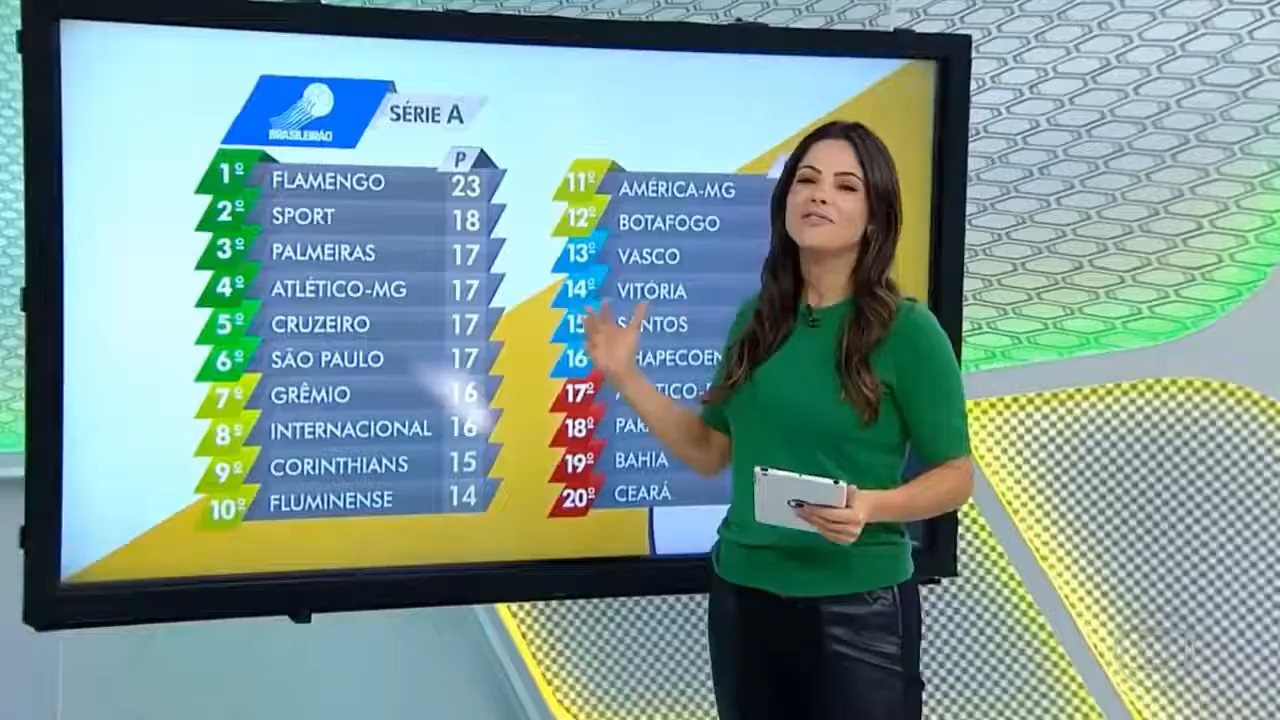 BRASILEIRÃO
SÉRIE A
P
1º FLAMENGO 23
2º SPORT 18
3º PALMEIRAS 17
4º ATLÉTICO-MG 17
5º CRUZEIRO 17
6º SÃO PAULO 17
7º GRÊMIO 16
8º INTERNACIONAL 16
9º CORINTHIANS 15
10º FLUMINENSE 14
11º AMÉRICA-MG
12º BOTAFOGO
13º VASCO
14º VITÓRIA
15 SANTOS
16º
17º
18º
19º BAHIA
20º CEARÁ